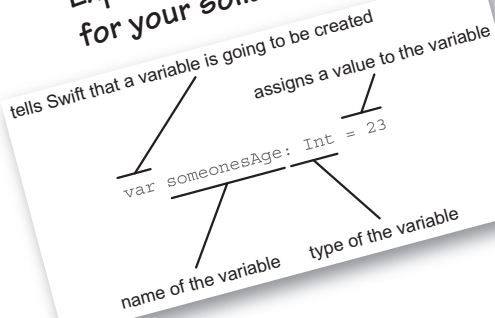 for your
tells Swift that a variable is going to be created
assigns a value to the variable
var someonesAge: Int = 23
name of the variable
type of the variable